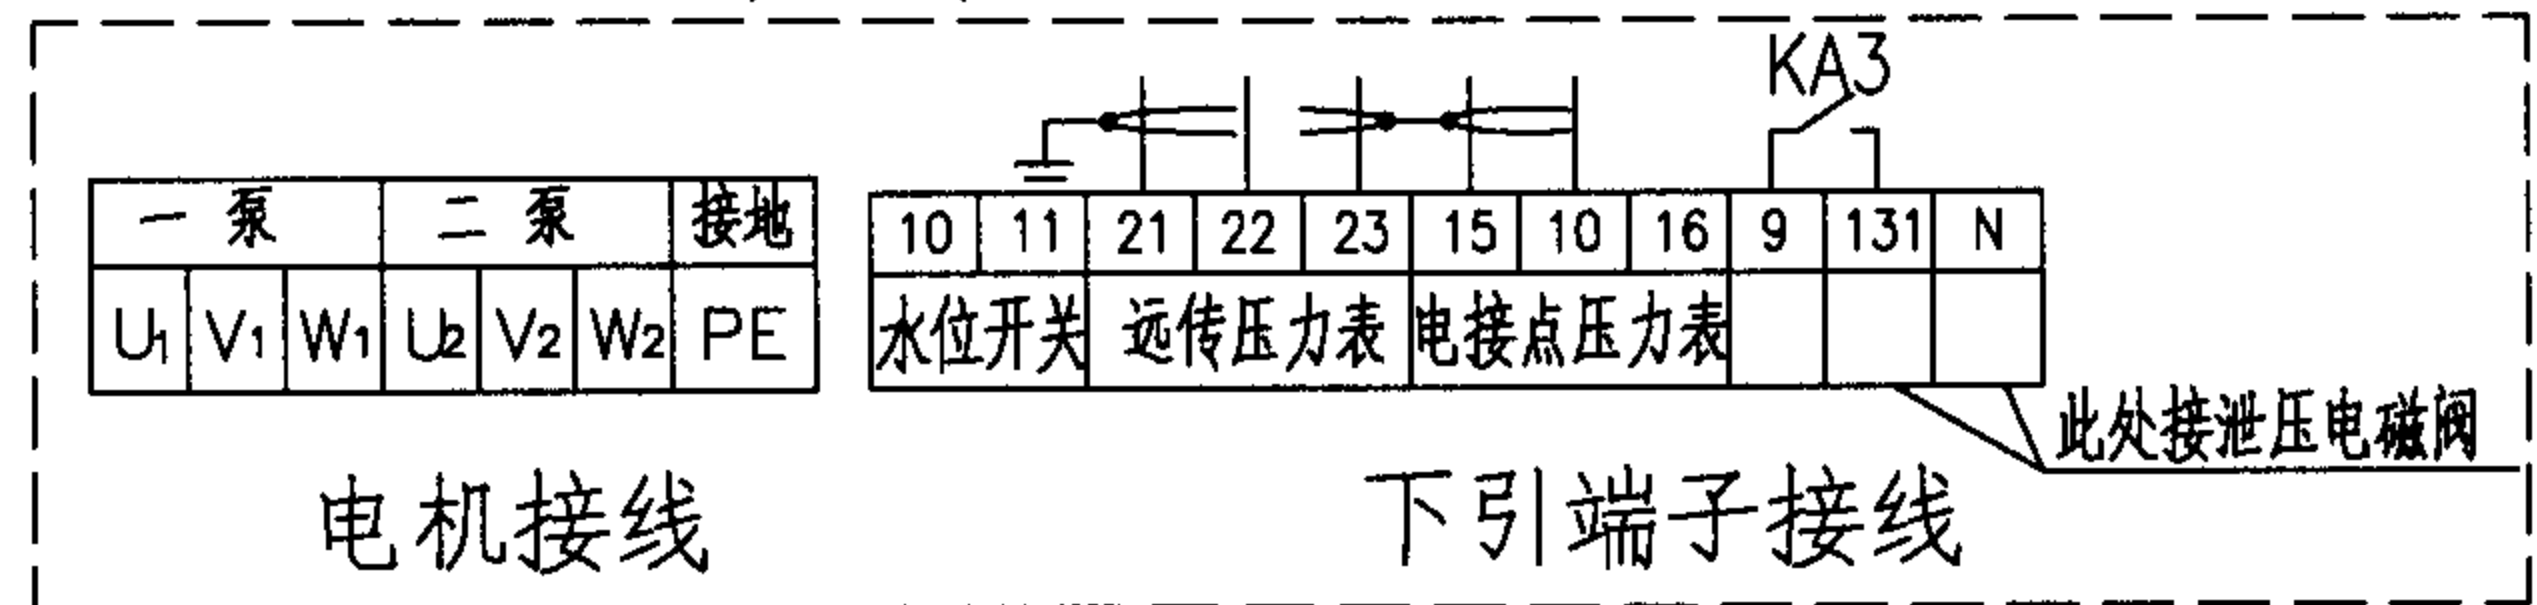 KA3
一泵 二泵 接地
U1 V1 W1 U2 V2 W2 PE
10 11 21 22 23 15 10 16 9 131 N
水位开关 远传压力表 电接点压力表
此处接泄压电磁阀
电机接线
下引端子接线